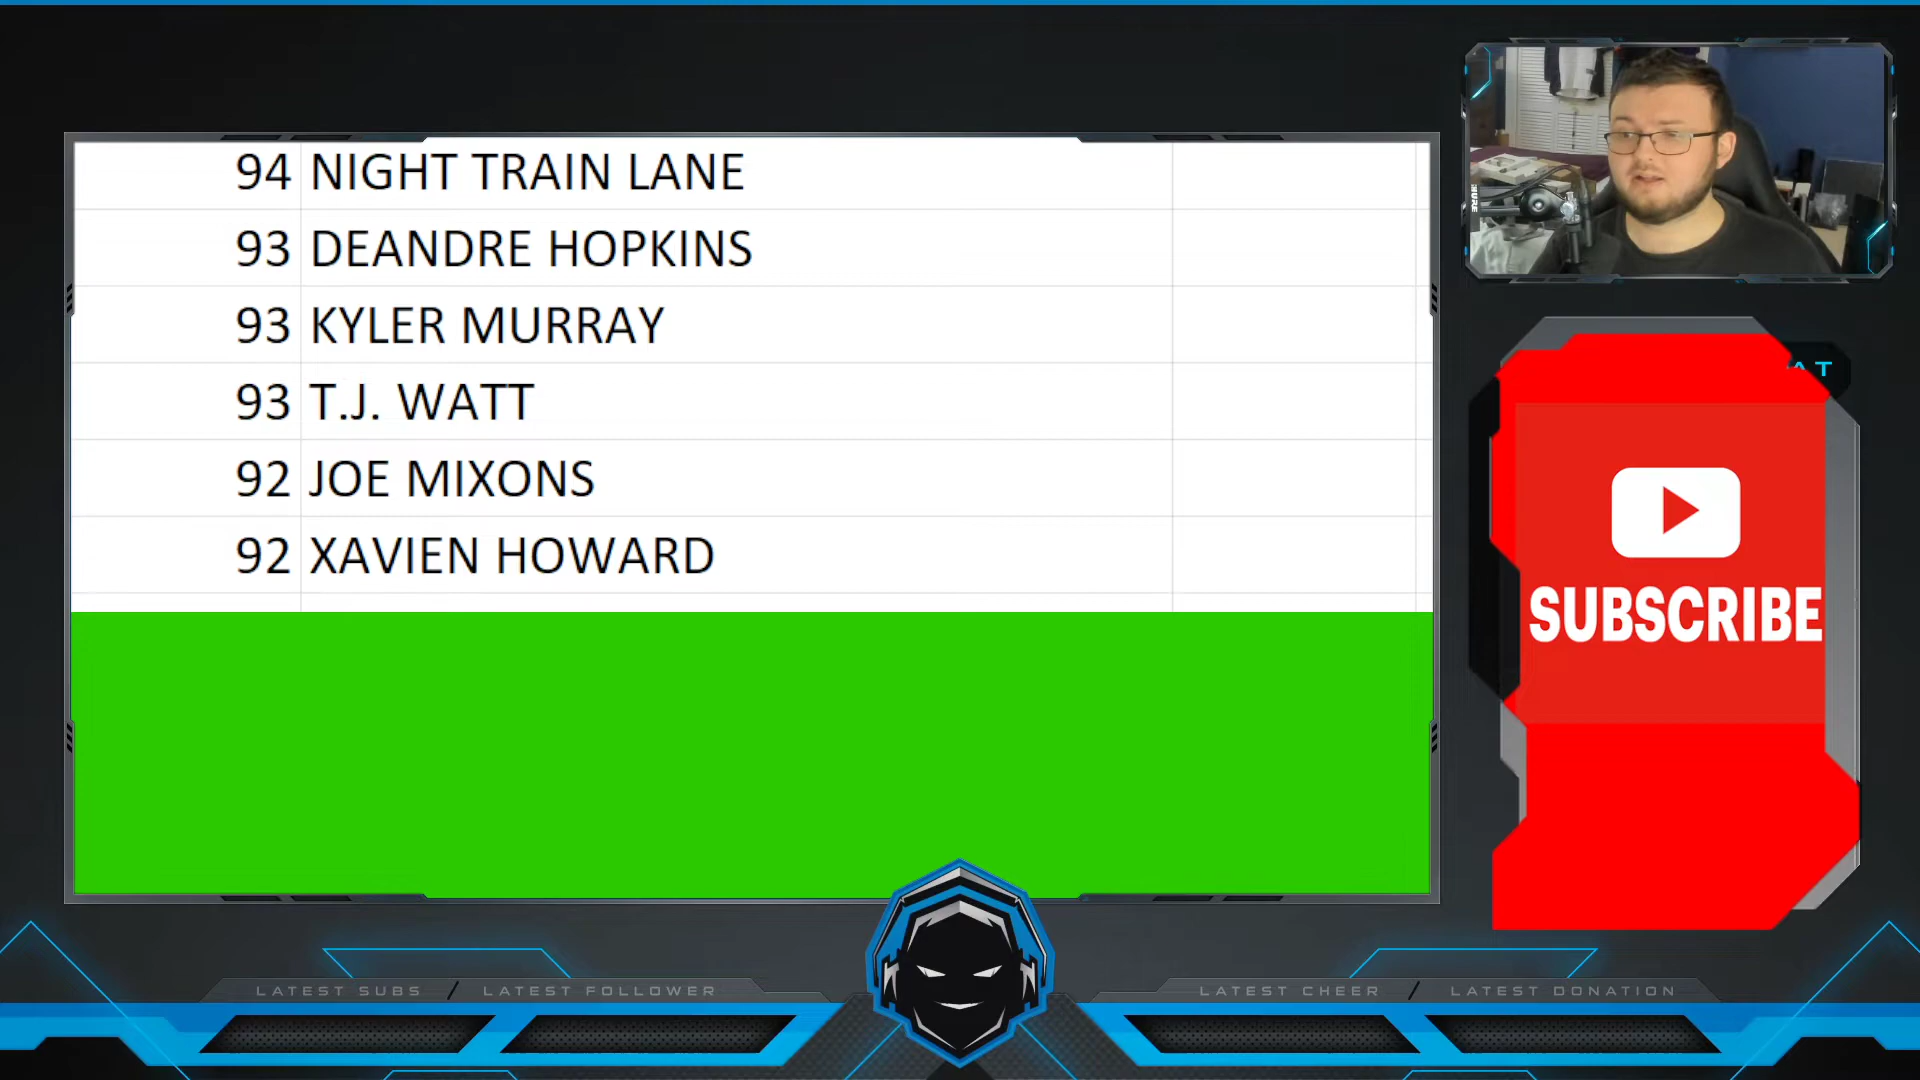 94 NIGHT TRAIN LANE
93 DEANDRE HOPKINS
93 KYLER MURRAY
93 T.J. WATT
92 JOE MIXONS
92 XAVIEN HOWARD
SUBSCRIBE
LATEST SUBS / LATEST FOLLOWER
LATEST CHEER / LATEST DONATION